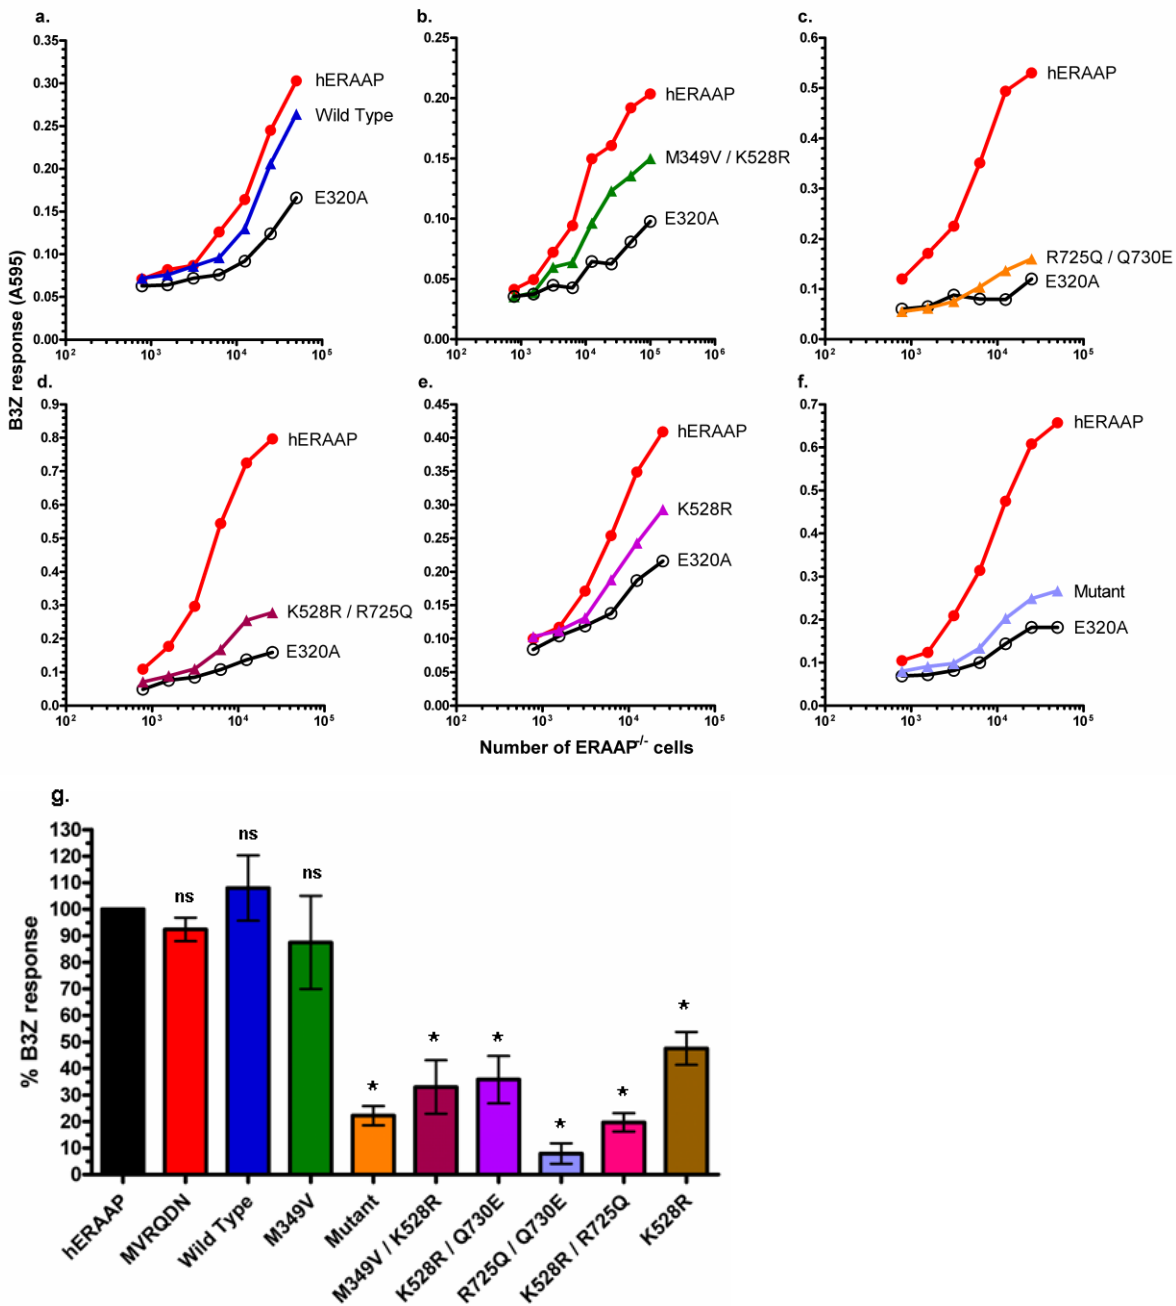 a.
0.35
0.30
0.25
0.20
0.15
0.10
0.05
0.00
10² 10³ 10⁴ 10⁵
hERAAP
Wild Type
E320A
b.
0.25
0.20
0.15
0.10
0.05
0.00
10² 10³ 10⁴ 10⁵ 10⁶
hERAAP
M349V / K528R
E320A
c.
0.6
0.5
0.4
0.3
0.2
0.1
0.0
10² 10³ 10⁴ 10⁵
hERAAP
R725Q / Q730E
E320A
B3Z response (A595)
d.
0.9
0.8
0.7
0.6
0.5
0.4
0.3
0.2
0.1
0.0
10² 10³ 10⁴ 10⁵
hERAAP
K528R / R725Q
E320A
e.
0.45
0.40
0.35
0.30
0.25
0.20
0.15
0.10
0.05
0.00
10² 10³ 10⁴ 10⁵
hERAAP
K528R
E320A
f.
0.7
0.6
0.5
0.4
0.3
0.2
0.1
0.0
10² 10³ 10⁴ 10⁵
hERAAP
Mutant
E320A
Number of ERAAP⁻/⁻ cells
g.
% B3Z response
130
120
110
100
90
80
70
60
50
40
30
20
10
0
ns
ns
ns
*
*
*
*
*
*
hERAAP
MVRQDN
Wild Type
M349V
Mutant
M349V / K528R
K528R / Q730E
R725Q / Q730E
K528R / R725Q
K528R